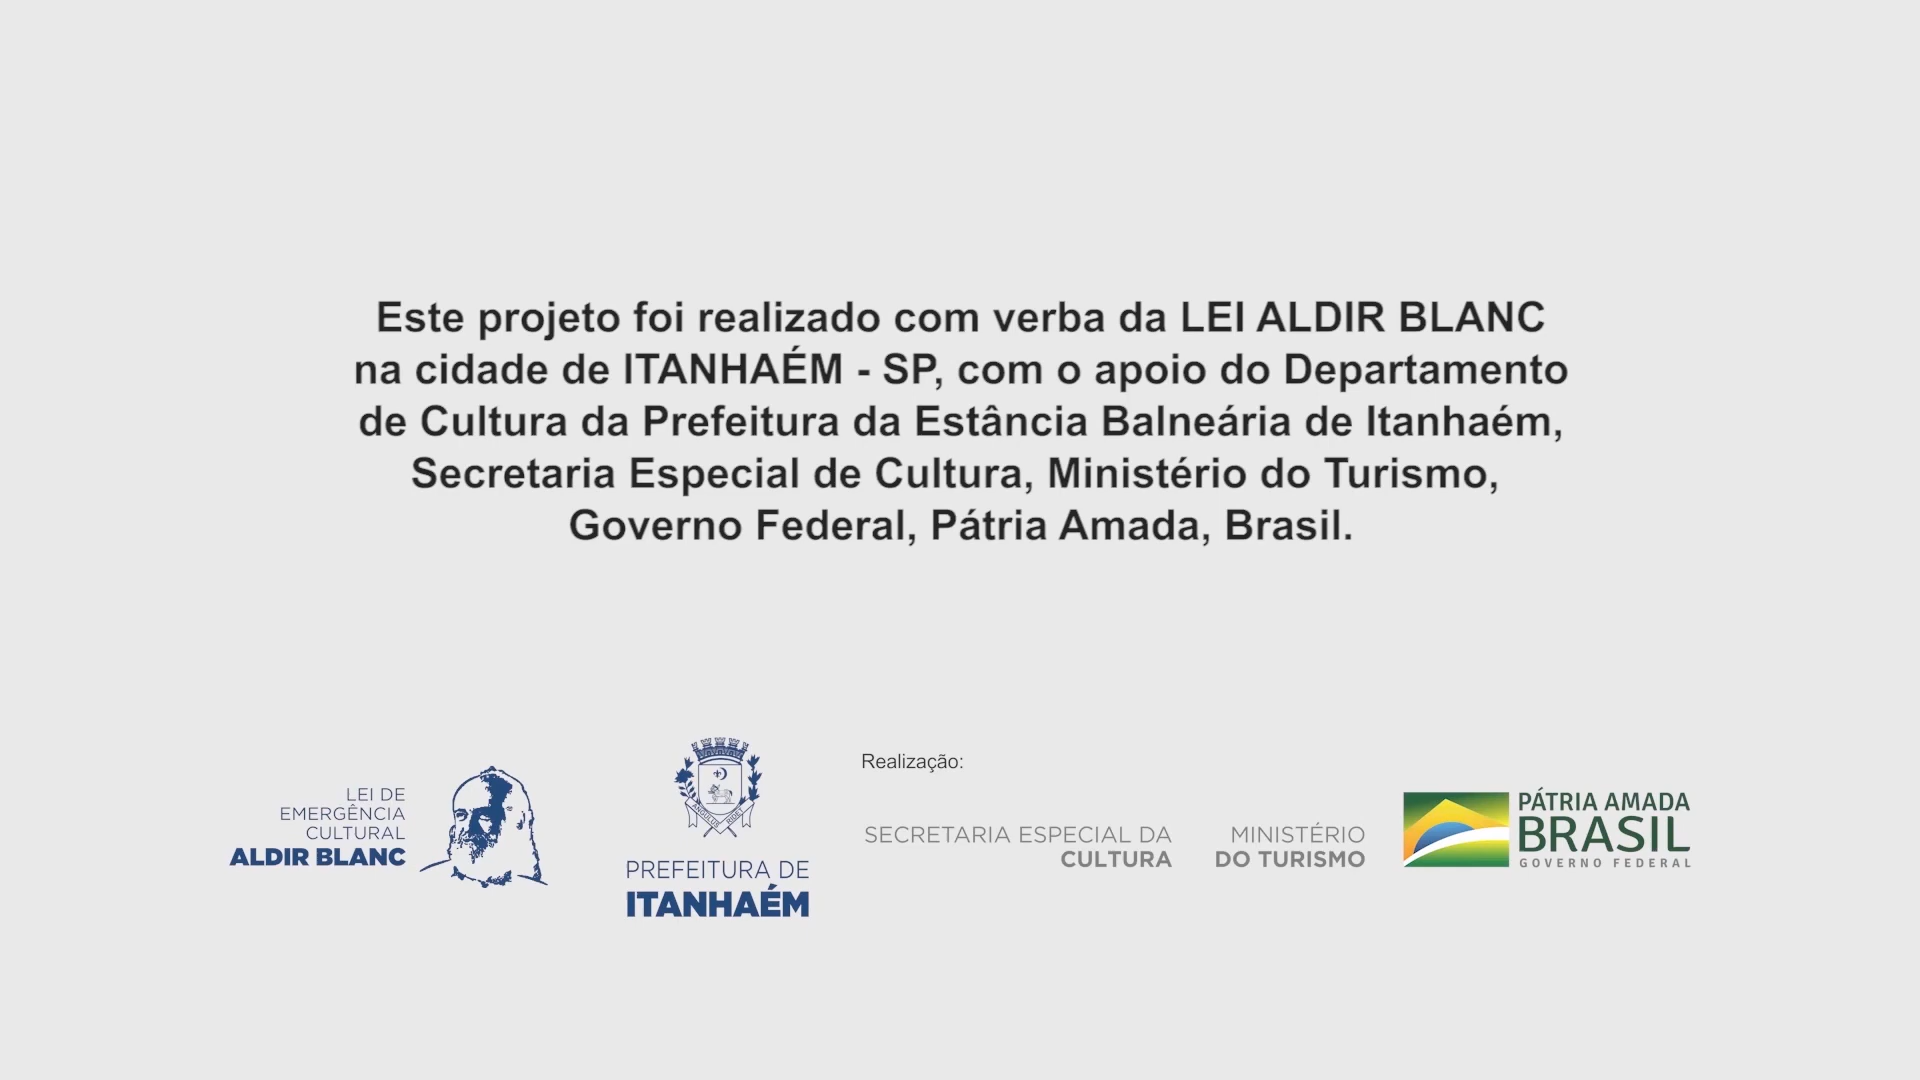 Este projeto foi realizado com verba da LEI ALDIR BLANC
na cidade de ITANHAÉM - SP, com o apoio do Departamento
de Cultura da Prefeitura da Estância Balneária de Itanhaém,
Secretaria Especial de Cultura, Ministério do Turismo,
Governo Federal, Pátria Amada, Brasil.
LEI DE
EMERGÊNCIA
CULTURAL
ALDIR BLANC
ANGULUS RIDET
PREFEITURA DE
ITANHAÉM
Realização:
SECRETARIA ESPECIAL DA
CULTURA
MINISTÉRIO
DO TURISMO
PÁTRIA AMADA
BRASIL
GOVERNO FEDERAL